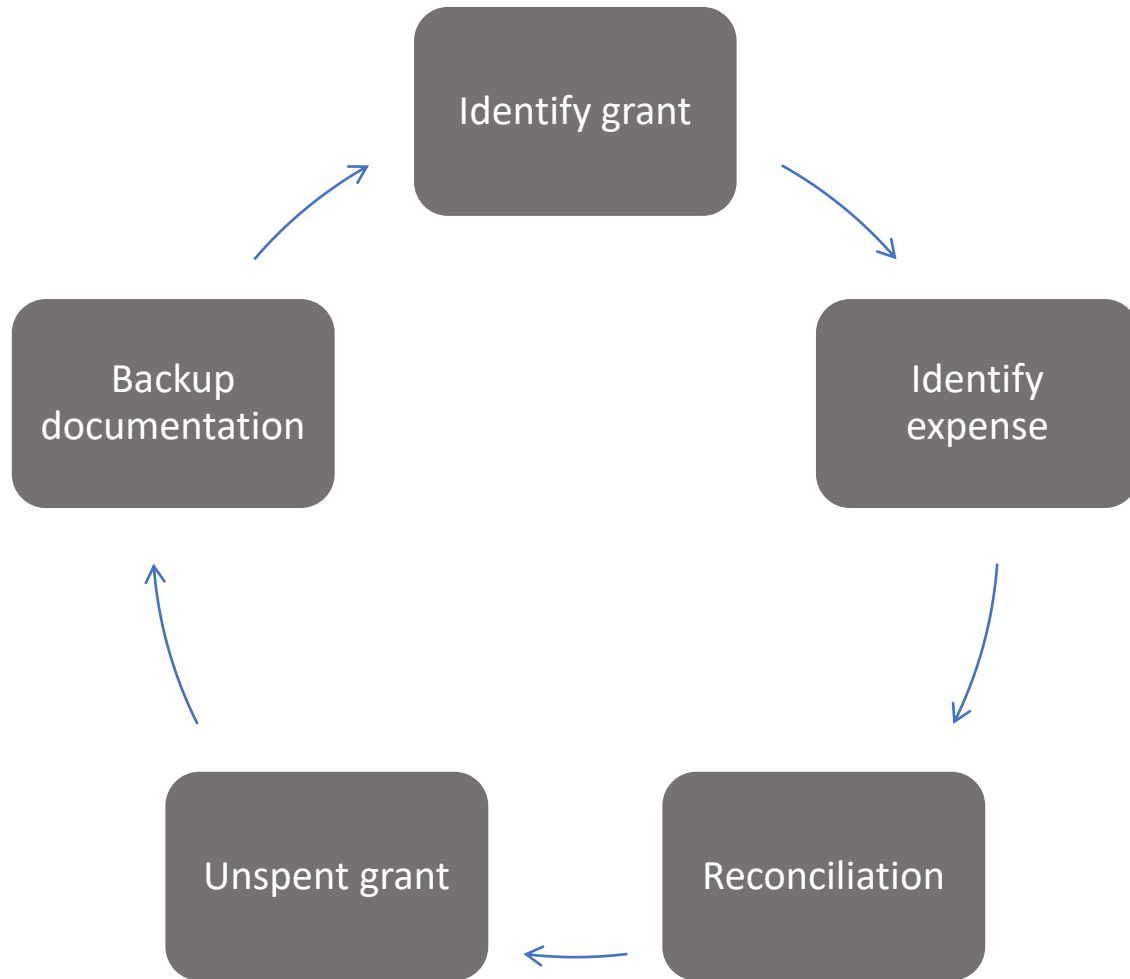 Identify grant
Identify
expense
Reconciliation
Unspent grant
Backup
documentation